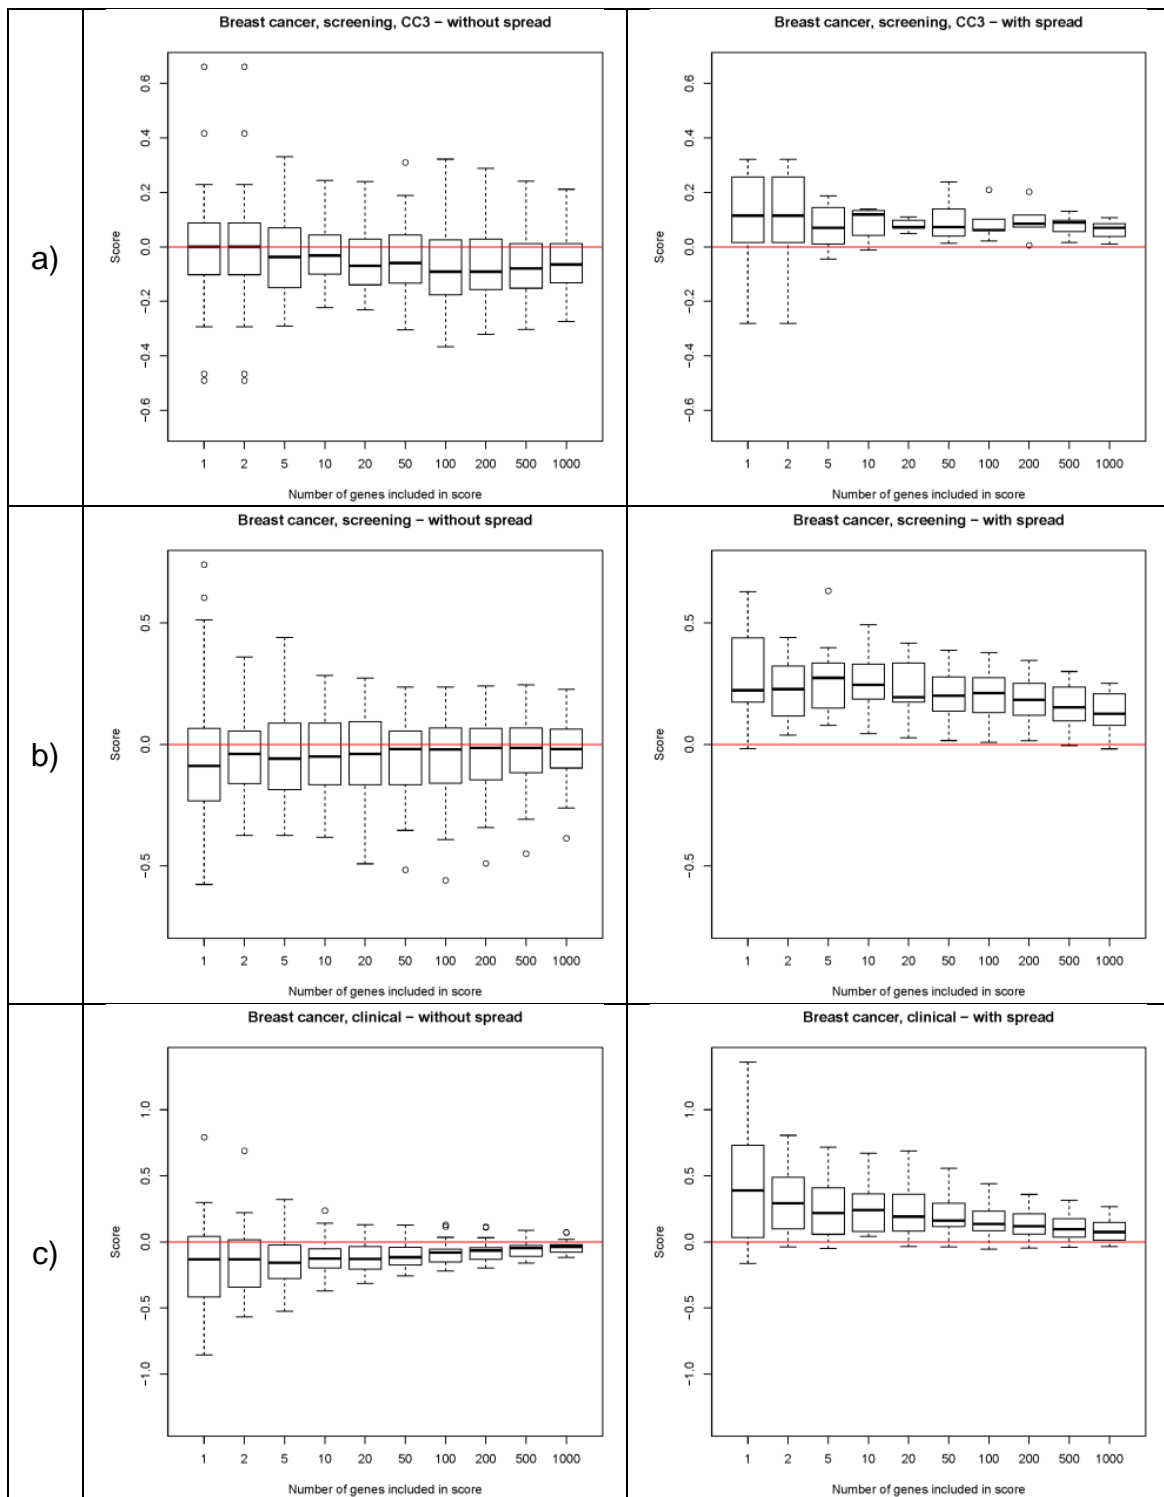 a)
Breast cancer, screening, CC3 − without spread
Score
0.6
0.4
0.2
0.0
−0.2
−0.4
−0.6
1 2 5 10 20 50 100 200 500 1000
Number of genes included in score
Breast cancer, screening, CC3 − with spread
Score
0.6
0.4
0.2
0.0
−0.2
−0.4
−0.6
1 2 5 10 20 50 100 200 500 1000
Number of genes included in score
b)
Breast cancer, screening − without spread
Score
0.5
0.0
−0.5
1 2 5 10 20 50 100 200 500 1000
Number of genes included in score
Breast cancer, screening − with spread
Score
0.5
0.0
−0.5
1 2 5 10 20 50 100 200 500 1000
Number of genes included in score
c)
Breast cancer, clinical − without spread
Score
1.0
0.5
0.0
−0.5
−1.0
1 2 5 10 20 50 100 200 500 1000
Number of genes included in score
Breast cancer, clinical − with spread
Score
1.0
0.5
0.0
−0.5
−1.0
1 2 5 10 20 50 100 200 500 1000
Number of genes included in score